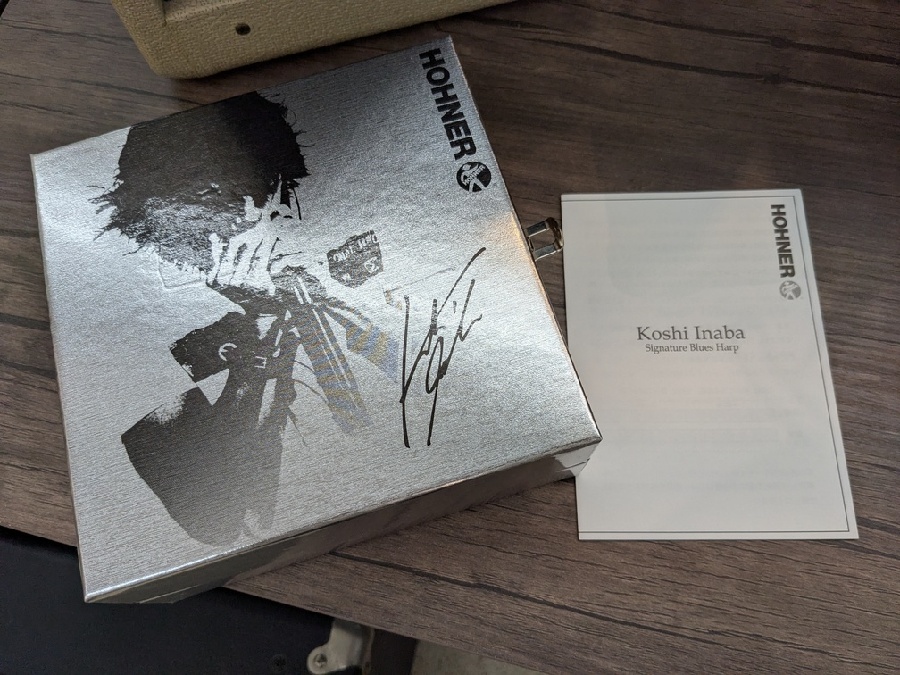 HOHNER
HOHNER
Koshi Inaba
Signature Blues Harp